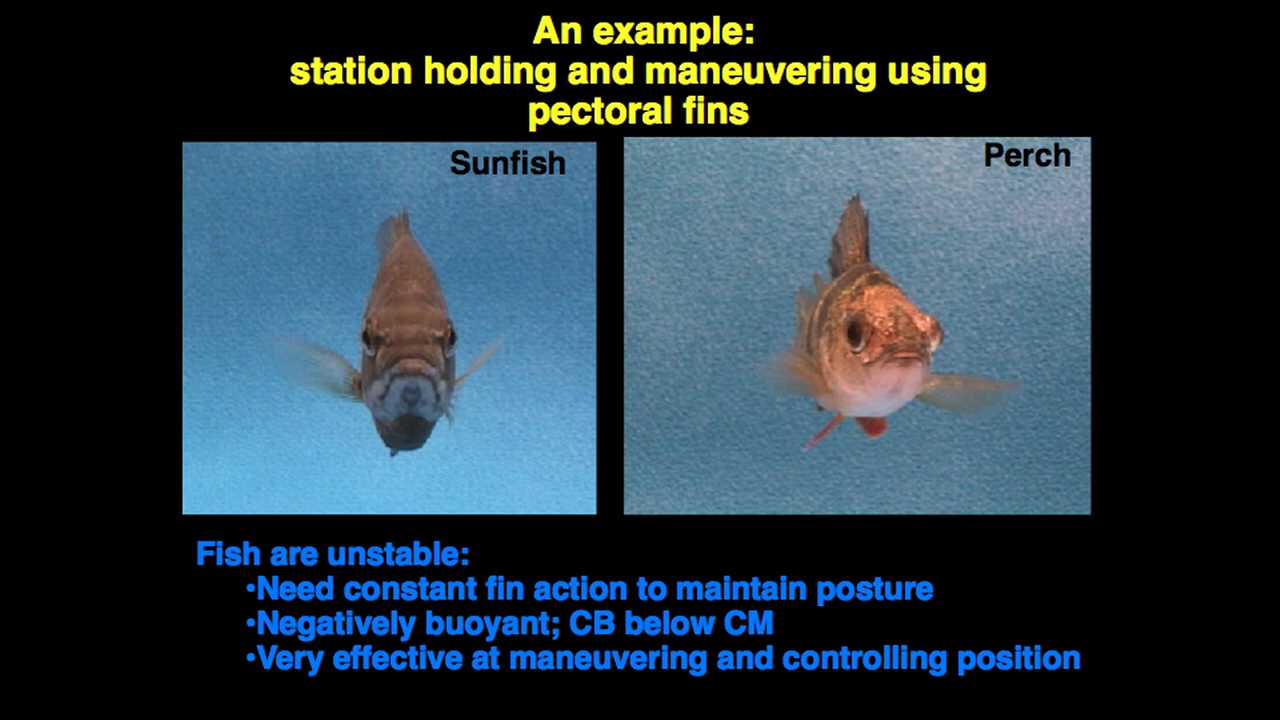 An example:
station holding and maneuvering using
pectoral fins
Sunfish
Perch
Fish are unstable:
•Need constant fin action to maintain posture
•Negatively buoyant; CB below CM
•Very effective at maneuvering and controlling position